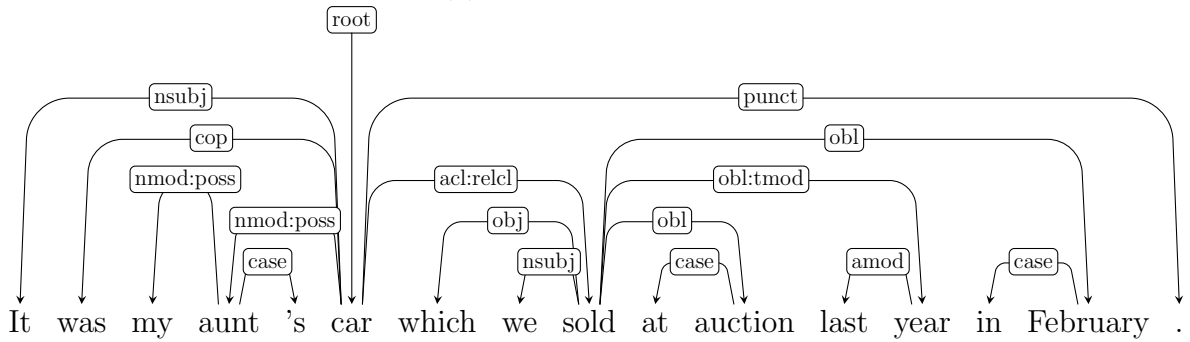 root
nsubj punct
cop obl
nmod:poss acl:relcl obl:tmod
nmod:poss obj obl
case nsubj case amod case
It was my aunt 's car which we sold at auction last year in February .